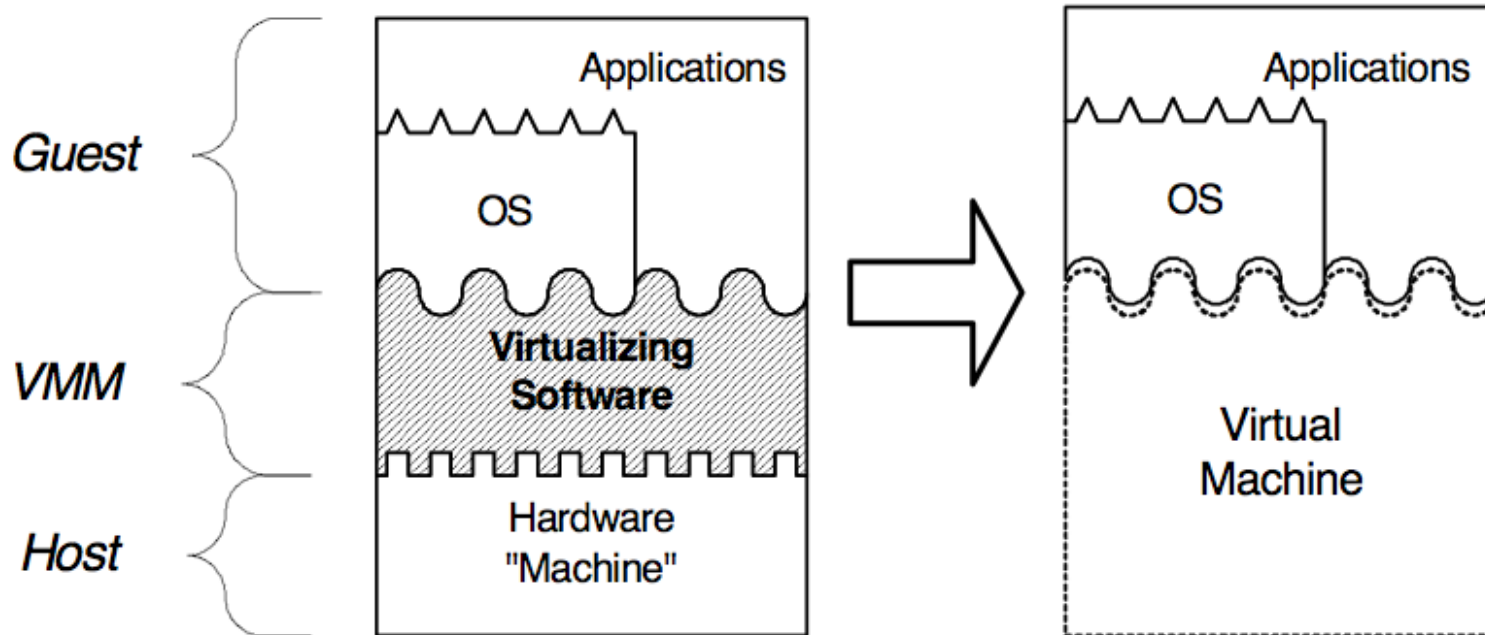 Guest
VMM
Host
Applications
OS
Virtualizing
Software
Hardware
"Machine"
Applications
OS
Virtual
Machine